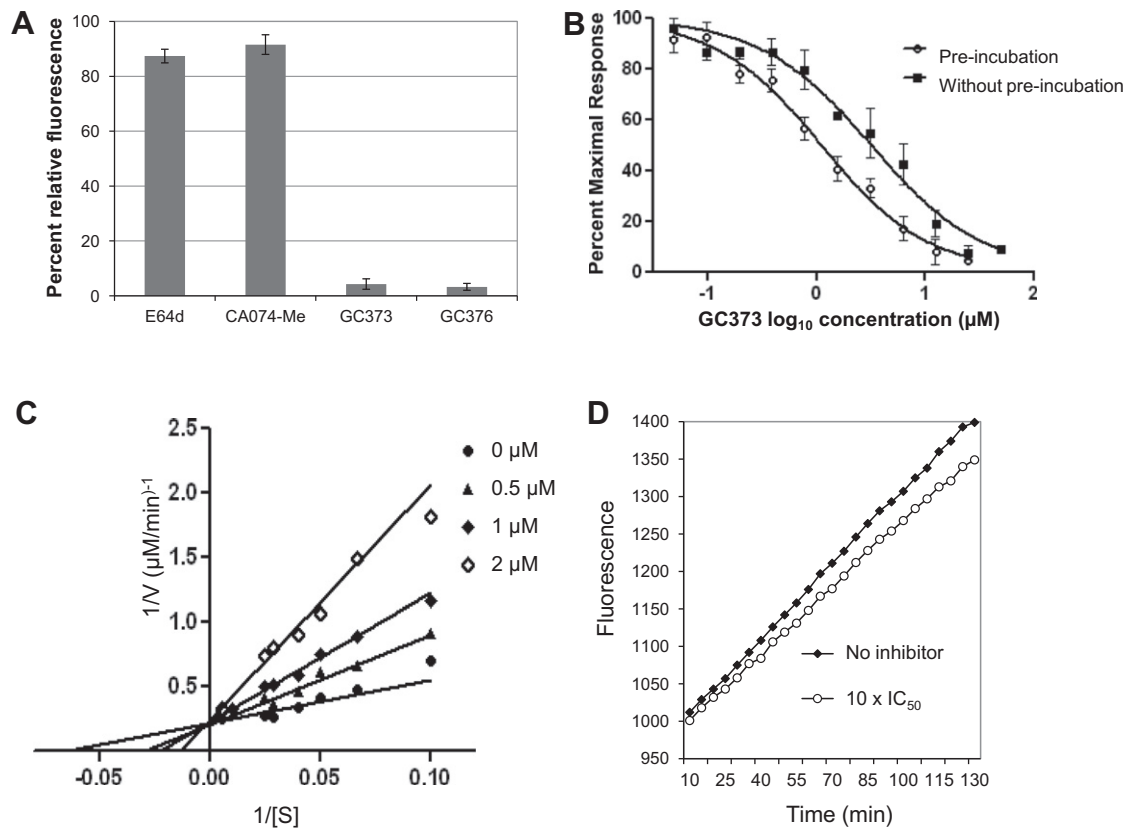 A
Percent relative fluorescence
100
80
60
40
20
0
E64d
CA074-Me
GC373
GC376
B
Percent Maximal Response
100
80
60
40
20
0
-1
0
1
2
GC373 log₁₀ concentration (µM)
Pre-incubation
Without pre-incubation
C
1/V (µM/min)⁻¹
2.5
2.0
1.5
1.0
0.5
-0.05
0.00
0.05
0.10
1/[S]
0 µM
0.5 µM
1 µM
2 µM
D
Fluorescence
1400
1350
1300
1250
1200
1150
1100
1050
1000
950
10 25 40 55 70 85 100 115 130
Time (min)
No inhibitor
10 x IC₅₀